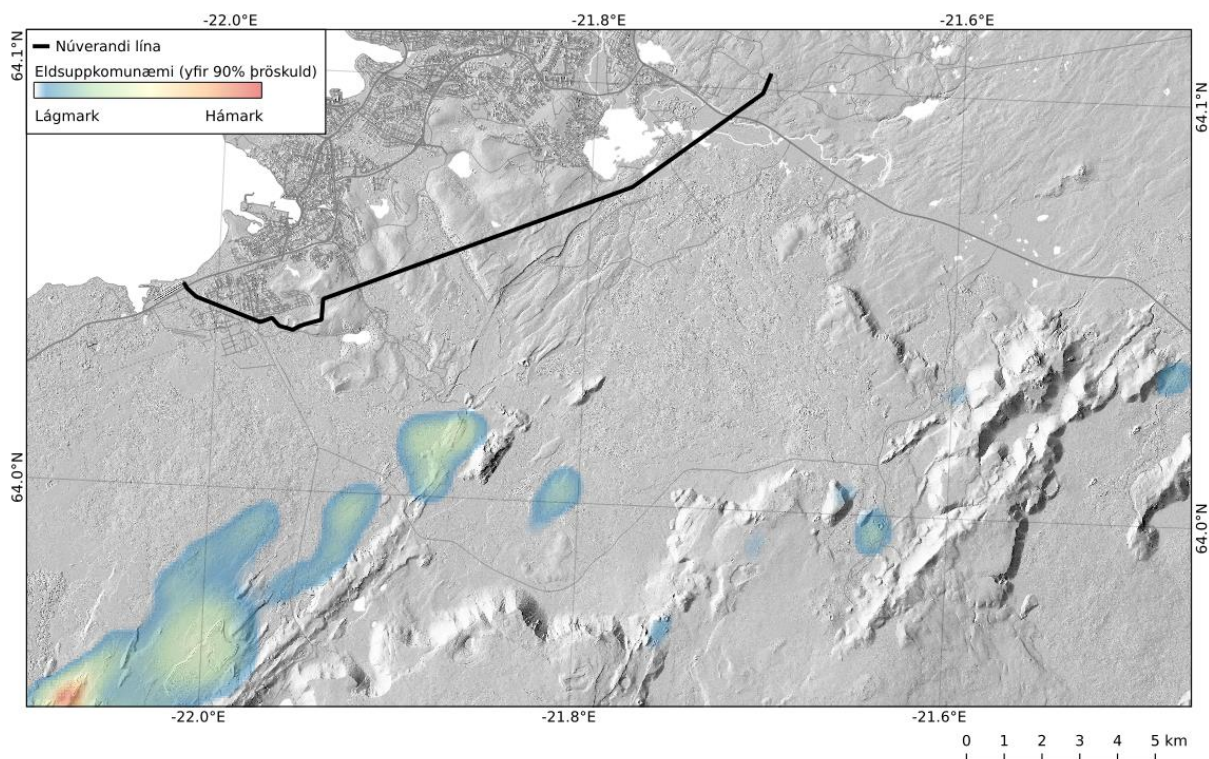 -22.0°E
-21.8°E
-21.6°E
64.1°N
64.1°N
Núverandi lína
Eldsuppkomunæmi (yfir 90% þröskuld)
Lágmark
Hámark
64.0°N
64.0°N
-22.0°E
-21.8°E
-21.6°E
0 1 2 3 4 5 km